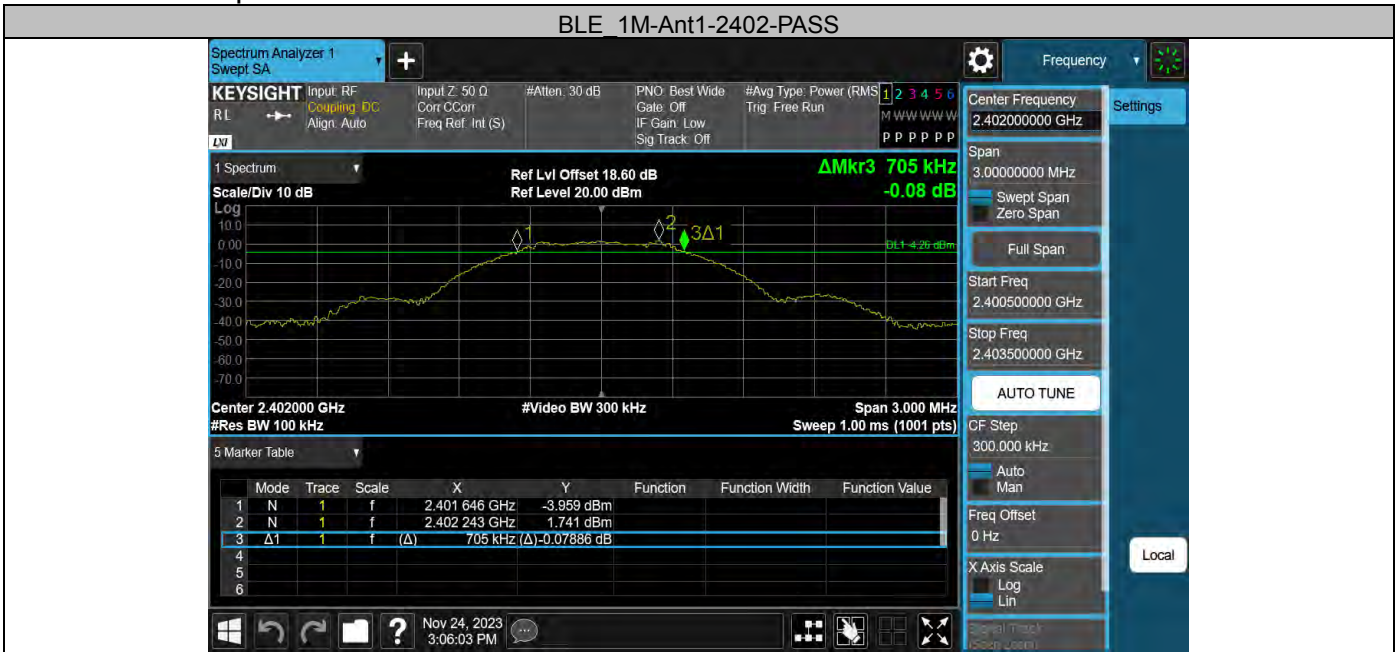 BLE_1M-Ant1-2402-PASS
Spectrum Analyzer 1
Swept SA
Frequency
KEYSIGHT
RL
LXI
Input: RF
Coupling: DC
Align: Auto
Input Z: 50 Ω
Corr CCorr
Freq Ref: Int (S)
#Atten: 30 dB
PNO: Best Wide
Gate: Off
IF Gain: Low
Sig Track: Off
#Avg Type: Power (RMS
Trig: Free Run
1 2 3 4 5 6
M W W W W W
P P P P P P
1 Spectrum
Scale/Div 10 dB
Ref Lvl Offset 18.60 dB
Ref Level 20.00 dBm
ΔMkr3 705 kHz
-0.08 dB
Log
10.0
0.00
-10.0
-20.0
-30.0
-40.0
-50.0
-60.0
-70.0
1
2
3Δ1
DL1 -4.26 dBm
Center 2.402000 GHz
#Video BW 300 kHz
Span 3.000 MHz
#Res BW 100 kHz
Sweep 1.00 ms (1001 pts)
5 Marker Table
Mode Trace Scale X Y Function Function Width Function Value
1 N 1 f 2.401 646 GHz -3.959 dBm
2 N 1 f 2.402 243 GHz 1.741 dBm
3 Δ1 1 f (Δ) 705 kHz (Δ) -0.07886 dB
4
5
6
Nov 24, 2023
3:06:03 PM
Center Frequency
2.402000000 GHz
Settings
Span
3.00000000 MHz
Swept Span
Zero Span
Full Span
Start Freq
2.400500000 GHz
Stop Freq
2.403500000 GHz
AUTO TUNE
CF Step
300.000 kHz
Auto
Man
Freq Offset
0 Hz
Local
X Axis Scale
Log
Lin
Signal Track
(Span Zoom)